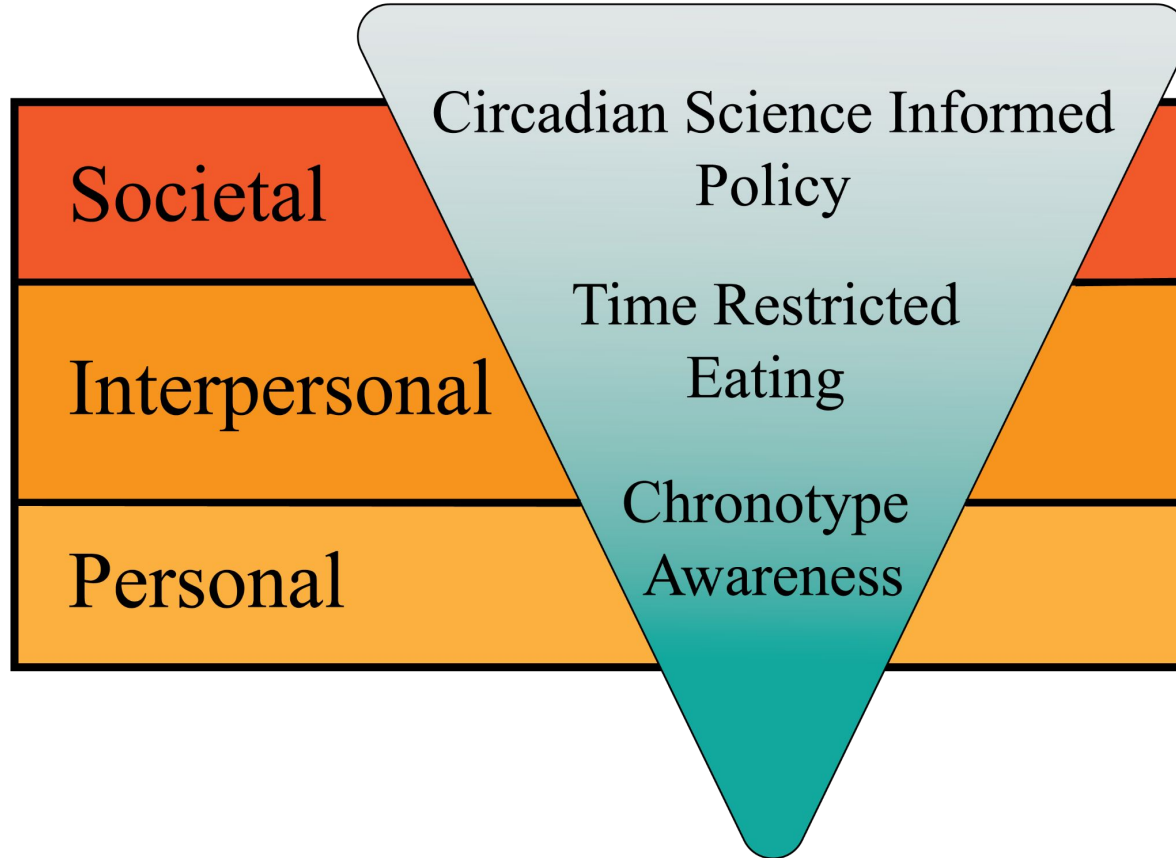 Societal
Circadian Science Informed
Policy
Interpersonal
Time Restricted
Eating
Personal
Chronotype
Awareness